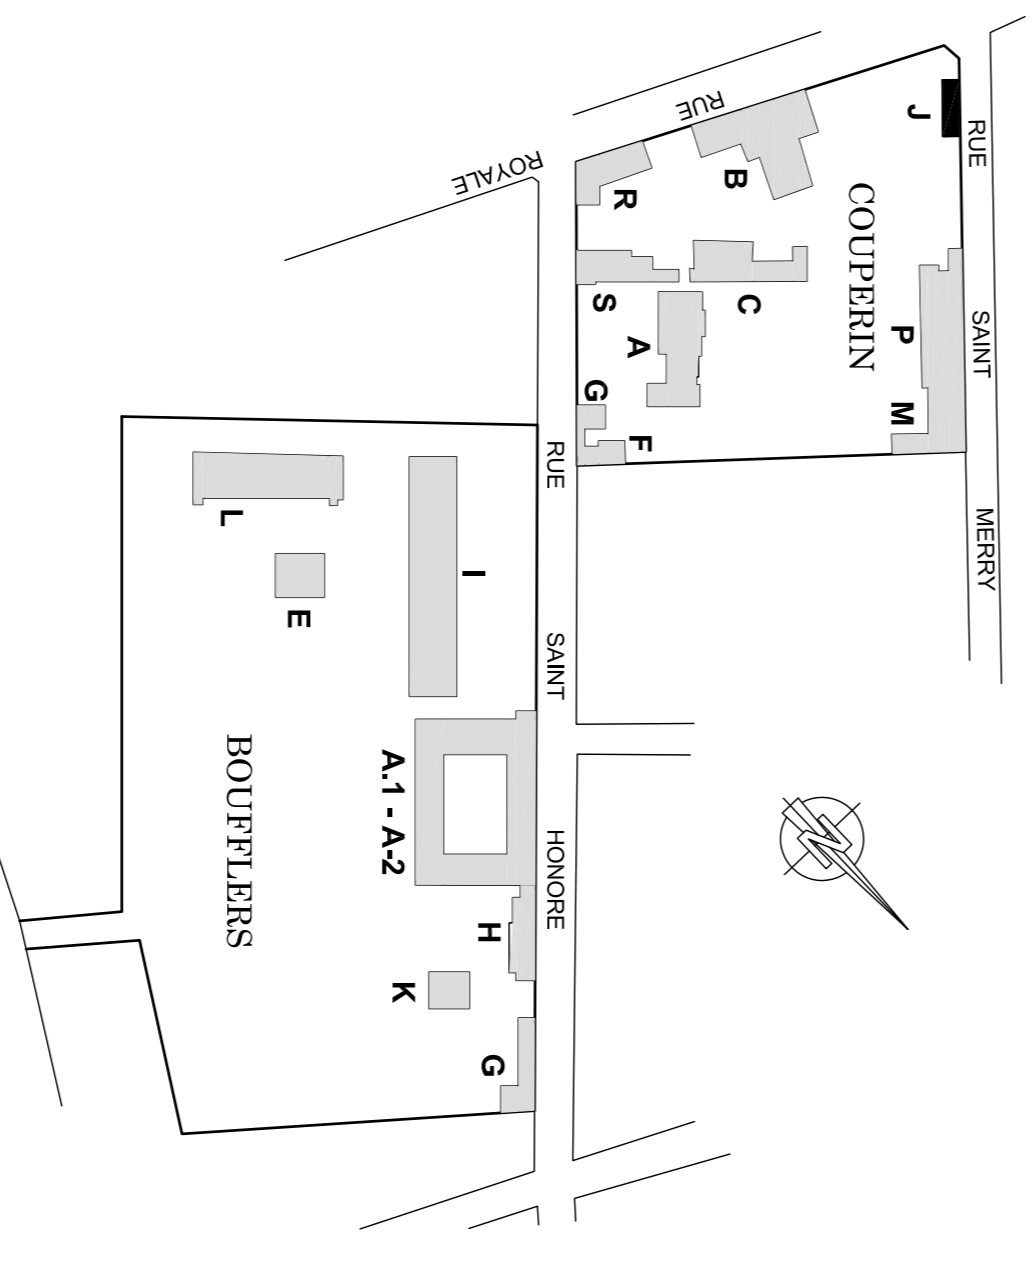 RUE SAINT MERRY
J
P
M
COUPERIN
N
B
RUE
C
A
F
R
S
G
RUE SAINT HONORE
ROYALE
I
H
G
K
A.1 - A-2
E
L
BOUFFLERS